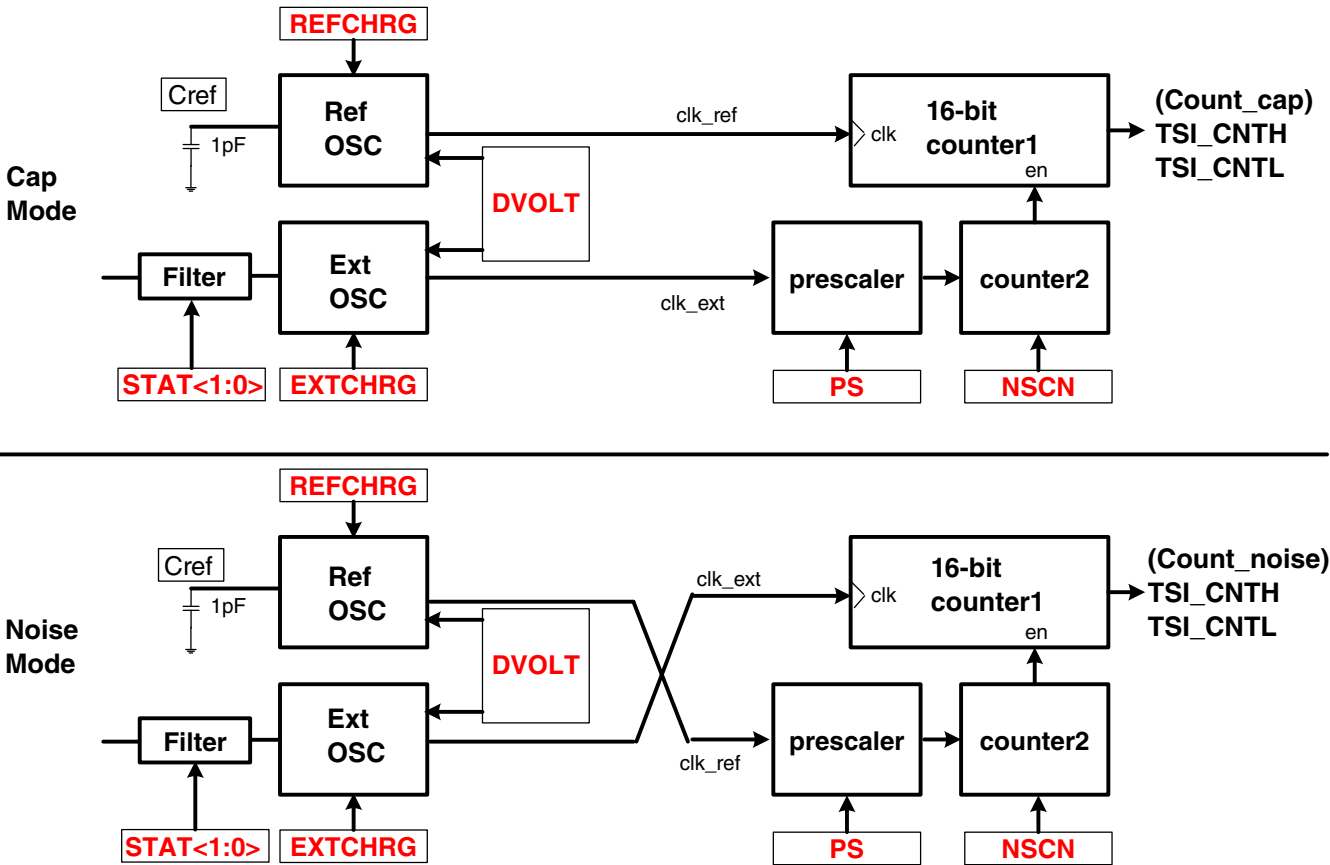 REFCHRG
Cref
1pF
Ref
OSC
clk_ref
clk
16-bit
counter1
en
(Count_cap)
TSI_CNTH
TSI_CNTL
Cap
Mode
DVOLT
Filter
Ext
OSC
clk_ext
prescaler
counter2
STAT<1:0>
EXTCHRG
PS
NSCN
REFCHRG
Cref
1pF
Ref
OSC
clk_ext
clk
16-bit
counter1
en
(Count_noise)
TSI_CNTH
TSI_CNTL
Noise
Mode
DVOLT
Filter
Ext
OSC
clk_ref
prescaler
counter2
STAT<1:0>
EXTCHRG
PS
NSCN